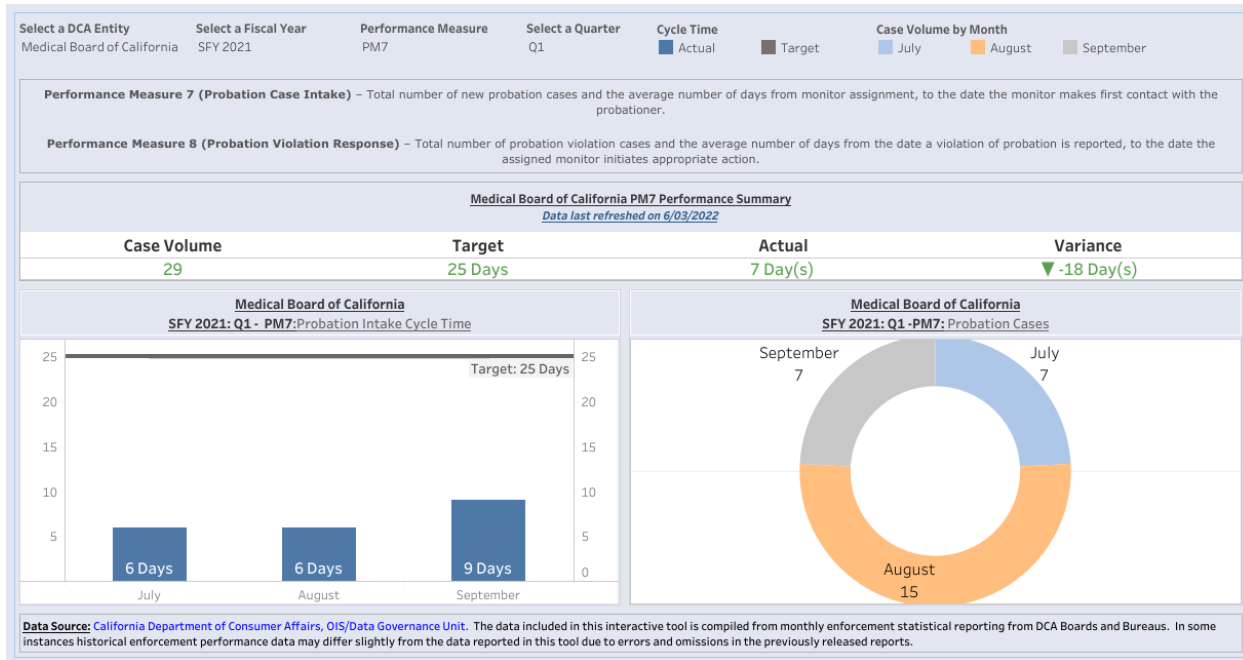 Select a DCA Entity
Medical Board of California
Select a Fiscal Year
SFY 2021
Performance Measure
PM7
Select a Quarter
Q1
Cycle Time
Actual
Target
Case Volume by Month
July
August
September
Performance Measure 7 (Probation Case Intake) – Total number of new probation cases and the average number of days from monitor assignment, to the date the monitor makes first contact with the
probationer.
Performance Measure 8 (Probation Violation Response) – Total number of probation violation cases and the average number of days from the date a violation of probation is reported, to the date the
assigned monitor initiates appropriate action.
Medical Board of California PM7 Performance Summary
Data last refreshed on 6/03/2022
Case Volume
Target
Actual
Variance
29
25 Days
7 Day(s)
▼ -18 Day(s)
Medical Board of California
SFY 2021: Q1 - PM7:Probation Intake Cycle Time
25
20
15
10
5
Target: 25 Days
25
20
15
10
5
0
6 Days
6 Days
9 Days
July
August
September
Medical Board of California
SFY 2021: Q1 -PM7: Probation Cases
September
7
July
7
August
15
Data Source: California Department of Consumer Affairs, OIS/Data Governance Unit. The data included in this interactive tool is compiled from monthly enforcement statistical reporting from DCA Boards and Bureaus. In some
instances historical enforcement performance data may differ slightly from the data reported in this tool due to errors and omissions in the previously released reports.